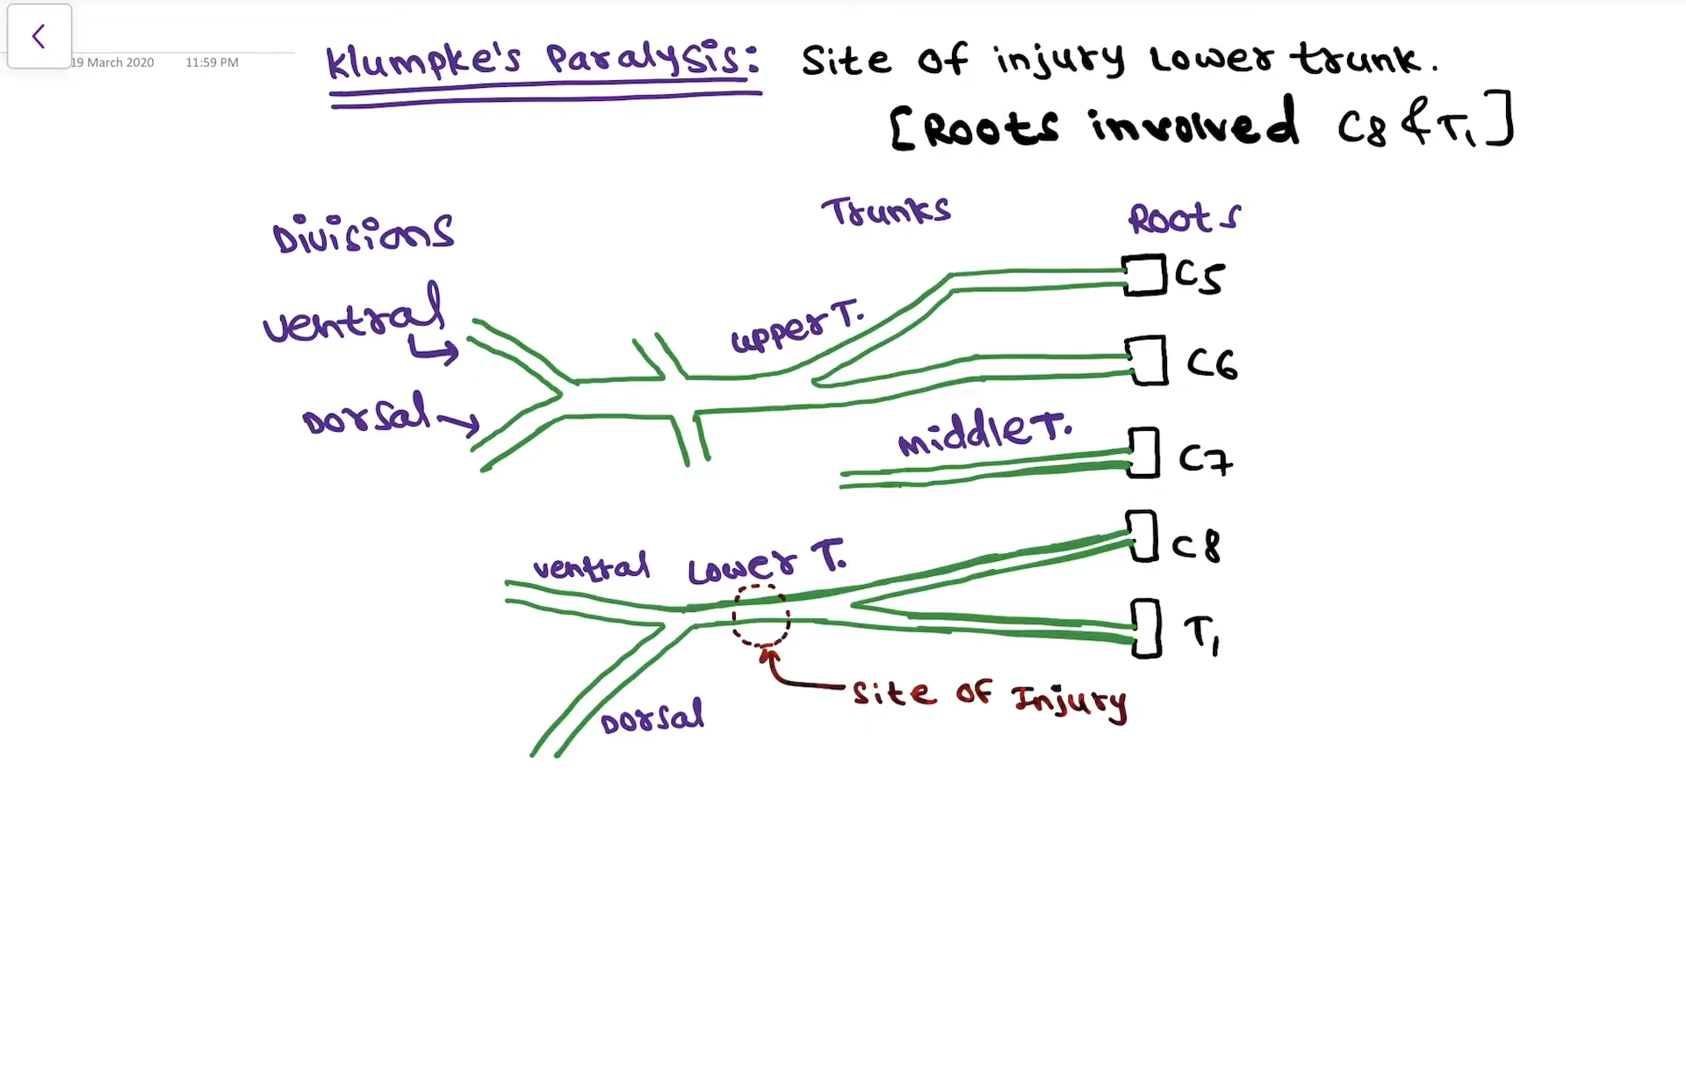 19 March 2020 11:59 PM
Klumpke's Paralysis: Site of injury Lower trunk.
[Roots involved C8 & T1]
Divisions Trunks Roots
ventral
Dorsal
upper T.
C5
C6
middle T.
C7
ventral Lower T.
C8
T1
Site of Injury
Dorsal